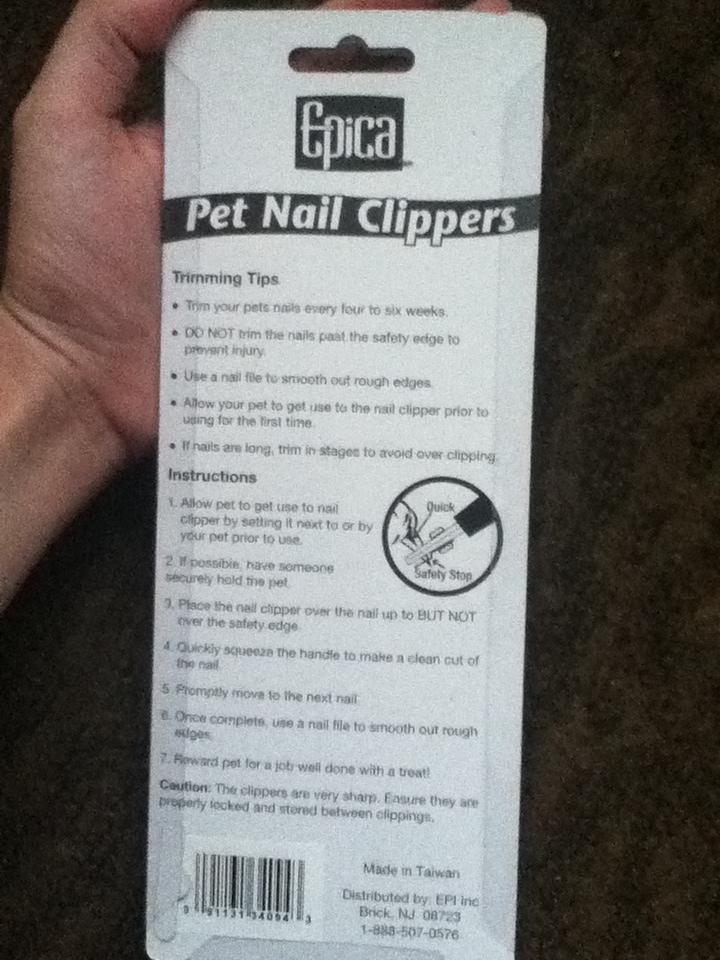 Epica
Pet Nail Clippers
Trimming Tips
• Trim your pets nails every four to six weeks.
• DO NOT trim the nails past the safety edge to
prevent injury.
• Use a nail file to smooth out rough edges.
• Allow your pet to get use to the nail clipper prior to
using for the first time.
• If nails are long, trim in stages to avoid over clipping.
Instructions
1. Allow pet to get use to nail
clipper by setting it next to or by
your pet prior to use.
Quick
Safety Stop
2. If possible, have someone
securely hold the pet.
3. Place the nail clipper over the nail up to BUT NOT
over the safety edge.
4. Quickly squeeze the handle to make a clean cut of
the nail.
5. Promptly move to the next nail.
6. Once complete, use a nail file to smooth out rough
edges.
7. Reward pet for a job well done with a treat!
Caution: The clippers are very sharp. Ensure they are
properly locked and stored between clippings.
Made in Taiwan
Distributed by: EPI Inc
Brick, NJ 08723
1-888-507-0576